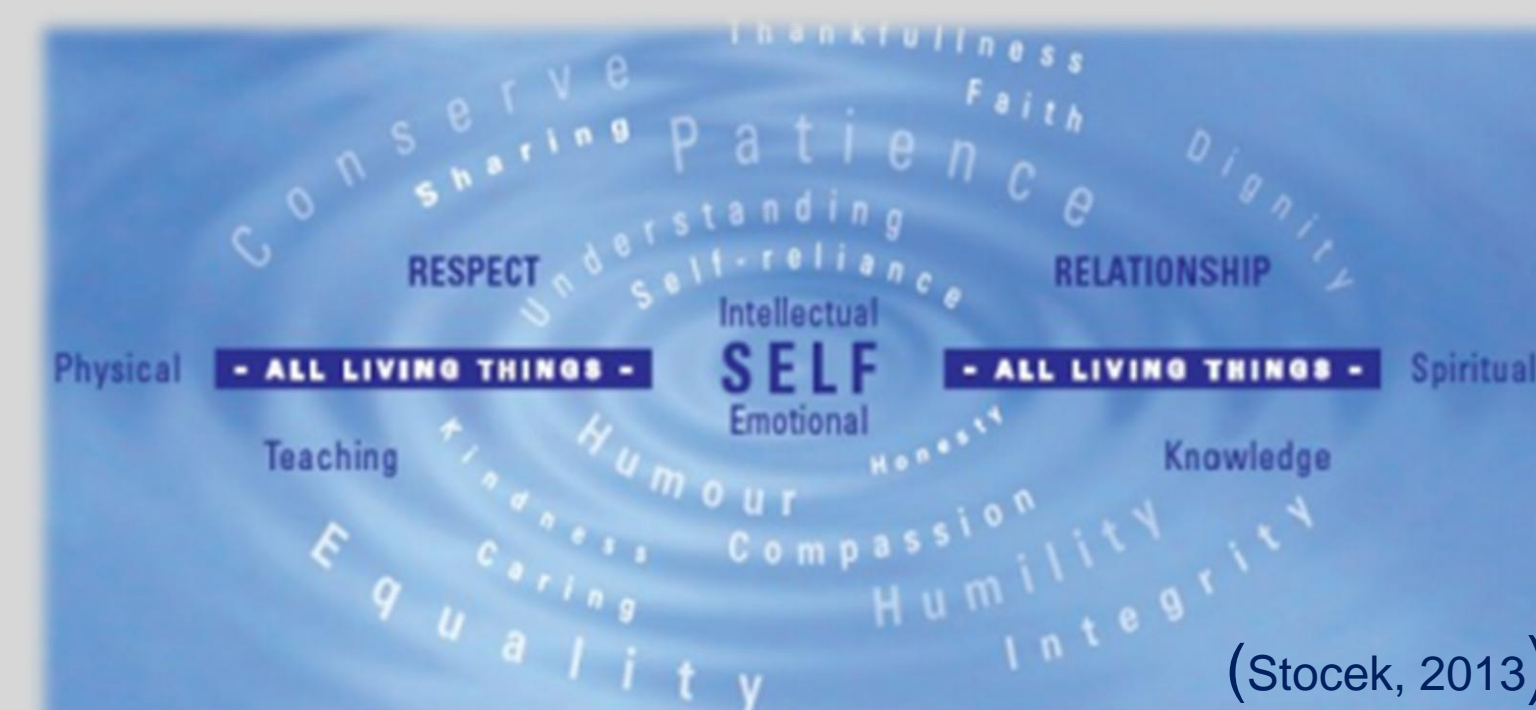 Thankfullness
Faith
Conserve
Sharing
Patience
Dignity
Understanding
Self-reliance
RESPECT
RELATIONSHIP
Intellectual
Physical
- ALL LIVING THINGS -
SELF
- ALL LIVING THINGS -
Spiritual
Emotional
Teaching
Knowledge
Kindness
Humour
Honesty
Compassion
Caring
Equality
Humility
Integrity
(Stocek, 2013)